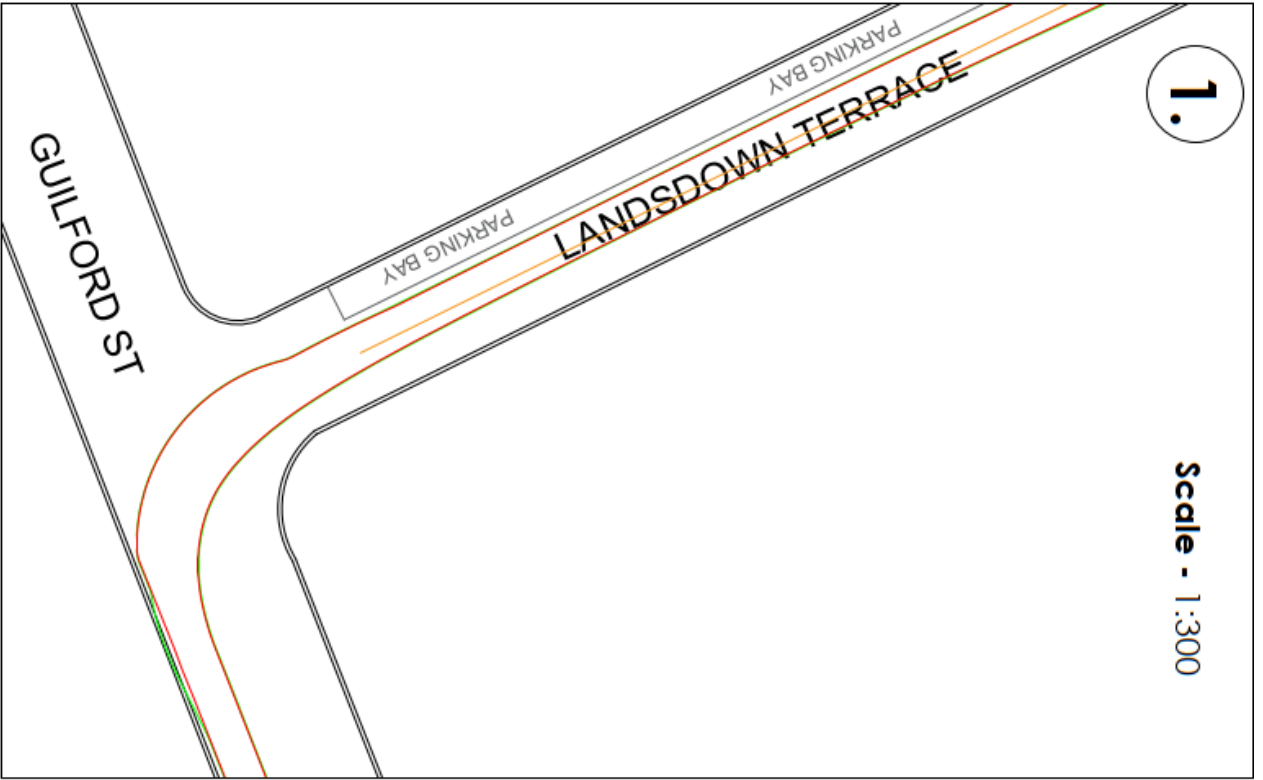 1.
PARKING BAY
LANDSDOWN TERRACE
PARKING BAY
GUILFORD ST
Scale - 1:300